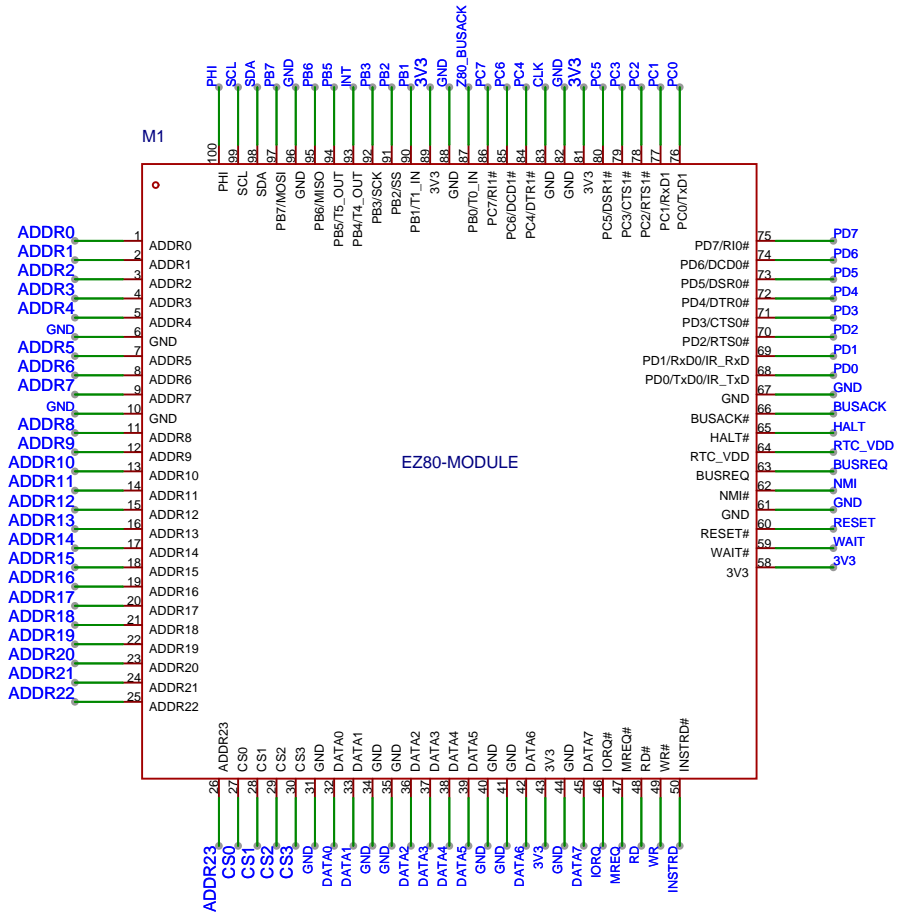 PHI
SCL
SDA
PB7
GND
PB6
PB5
INT
PB3
PB2
PB1
3V3
GND
Z80_BUSACK
PC7
PC6
PC4
CLK
GND
3V3
PC5
PC3
PC2
PC1
PC0
M1
100
99
98
97
96
95
94
93
92
91
90
89
88
87
86
85
84
83
82
81
80
79
78
77
76
PHI
SCL
SDA
PB7/MOSI
GND
PB6/MISO
PB5/T5_OUT
PB4/T4_OUT
PB3/SCK
PB2/SS
PB1/T1_IN
3V3
GND
PB0/T0_IN
PC7/RI1#
PC6/DCD1#
PC4/DTR1#
GND
GND
3V3
PC5/DSR1#
PC3/CTS1#
PC2/RTS1#
PC1/RxD1
PC0/TxD1
ADDR0 1 ADDR0
ADDR1 2 ADDR1
ADDR2 3 ADDR2
ADDR3 4 ADDR3
ADDR4 5 ADDR4
GND 6 GND
ADDR5 7 ADDR5
ADDR6 8 ADDR6
ADDR7 9 ADDR7
GND 10 GND
ADDR8 11 ADDR8
ADDR9 12 ADDR9
ADDR10 13 ADDR10
ADDR11 14 ADDR11
ADDR12 15 ADDR12
ADDR13 16 ADDR13
ADDR14 17 ADDR14
ADDR15 18 ADDR15
ADDR16 19 ADDR16
ADDR17 20 ADDR17
ADDR18 21 ADDR18
ADDR19 22 ADDR19
ADDR20 23 ADDR20
ADDR21 24 ADDR21
ADDR22 25 ADDR22
EZ80-MODULE
PD7/RI0# 75 PD7
PD6/DCD0# 74 PD6
PD5/DSR0# 73 PD5
PD4/DTR0# 72 PD4
PD3/CTS0# 71 PD3
PD2/RTS0# 70 PD2
PD1/RxD0/IR_RxD 69 PD1
PD0/TxD0/IR_TxD 68 PD0
GND 67 GND
BUSACK# 66 BUSACK
HALT# 65 HALT
RTC_VDD 64 RTC_VDD
BUSREQ 63 BUSREQ
NMI# 62 NMI
GND 61 GND
RESET# 60 RESET
WAIT# 59 WAIT
3V3 58 3V3
ADDR23
CS0
CS1
CS2
CS3
GND
DATA0
DATA1
GND
GND
DATA2
DATA3
DATA4
DATA5
GND
GND
DATA6
3V3
GND
DATA7
IORQ#
MREQ#
RD#
WR#
INSTRD#
26
27
28
29
30
31
32
33
34
35
36
37
38
39
40
41
42
43
44
45
46
47
48
49
50
ADDR23
CS0
CS1
CS2
CS3
GND
DATA0
DATA1
GND
GND
DATA2
DATA3
DATA4
DATA5
GND
GND
DATA6
3V3
GND
DATA7
IORQ
MREQ
RD
WR
INSTRD